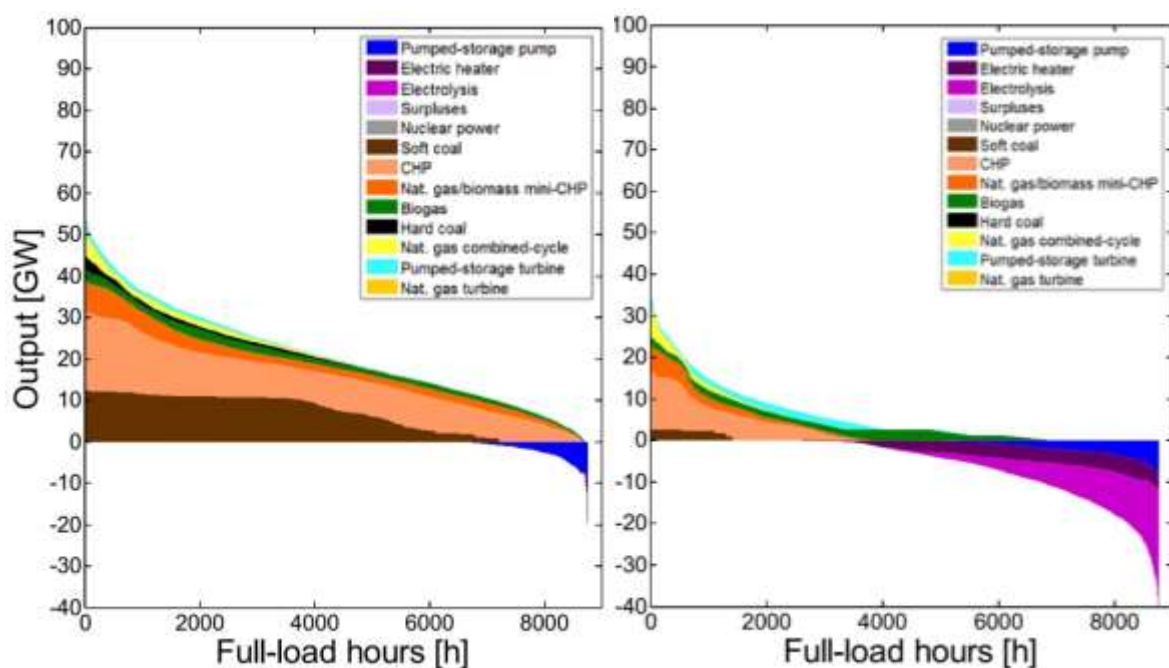 Output [GW]
100
90
80
70
60
50
40
30
20
10
0
-10
-20
-30
-40
0
2000
4000
6000
8000
Full-load hours [h]
Pumped-storage pump
Electric heater
Electrolysis
Surpluses
Nuclear power
Soft coal
CHP
Nat. gas/biomass mini-CHP
Biogas
Hard coal
Nat. gas combined-cycle
Pumped-storage turbine
Nat. gas turbine
100
90
80
70
60
50
40
30
20
10
0
-10
-20
-30
-40
0
2000
4000
6000
8000
Full-load hours [h]
Pumped-storage pump
Electric heater
Electrolysis
Surpluses
Nuclear power
Soft coal
CHP
Nat. gas/biomass mini-CHP
Biogas
Hard coal
Nat. gas combined-cycle
Pumped-storage turbine
Nat. gas turbine